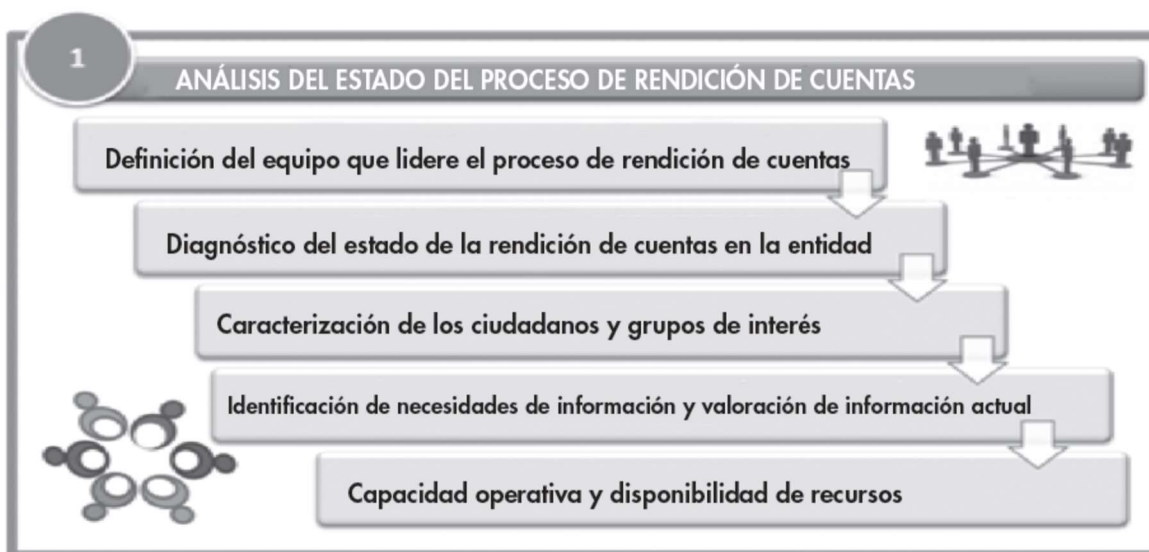 1
ANÁLISIS DEL ESTADO DEL PROCESO DE RENDICIÓN DE CUENTAS
Definición del equipo que lidere el proceso de rendición de cuentas
Diagnóstico del estado de la rendición de cuentas en la entidad
Caracterización de los ciudadanos y grupos de interés
Identificación de necesidades de información y valoración de información actual
Capacidad operativa y disponibilidad de recursos